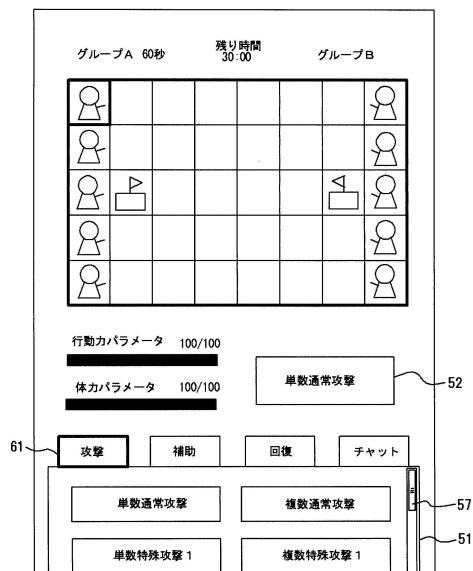 グループA 60秒 残り時間 グループB
30:00
行動力パラメータ 100/100
体力パラメータ 100/100
単数通常攻撃
52
61
攻撃 補助 回復 チャット
単数通常攻撃 複数通常攻撃
57
51
単数特殊攻撃1 複数特殊攻撃1